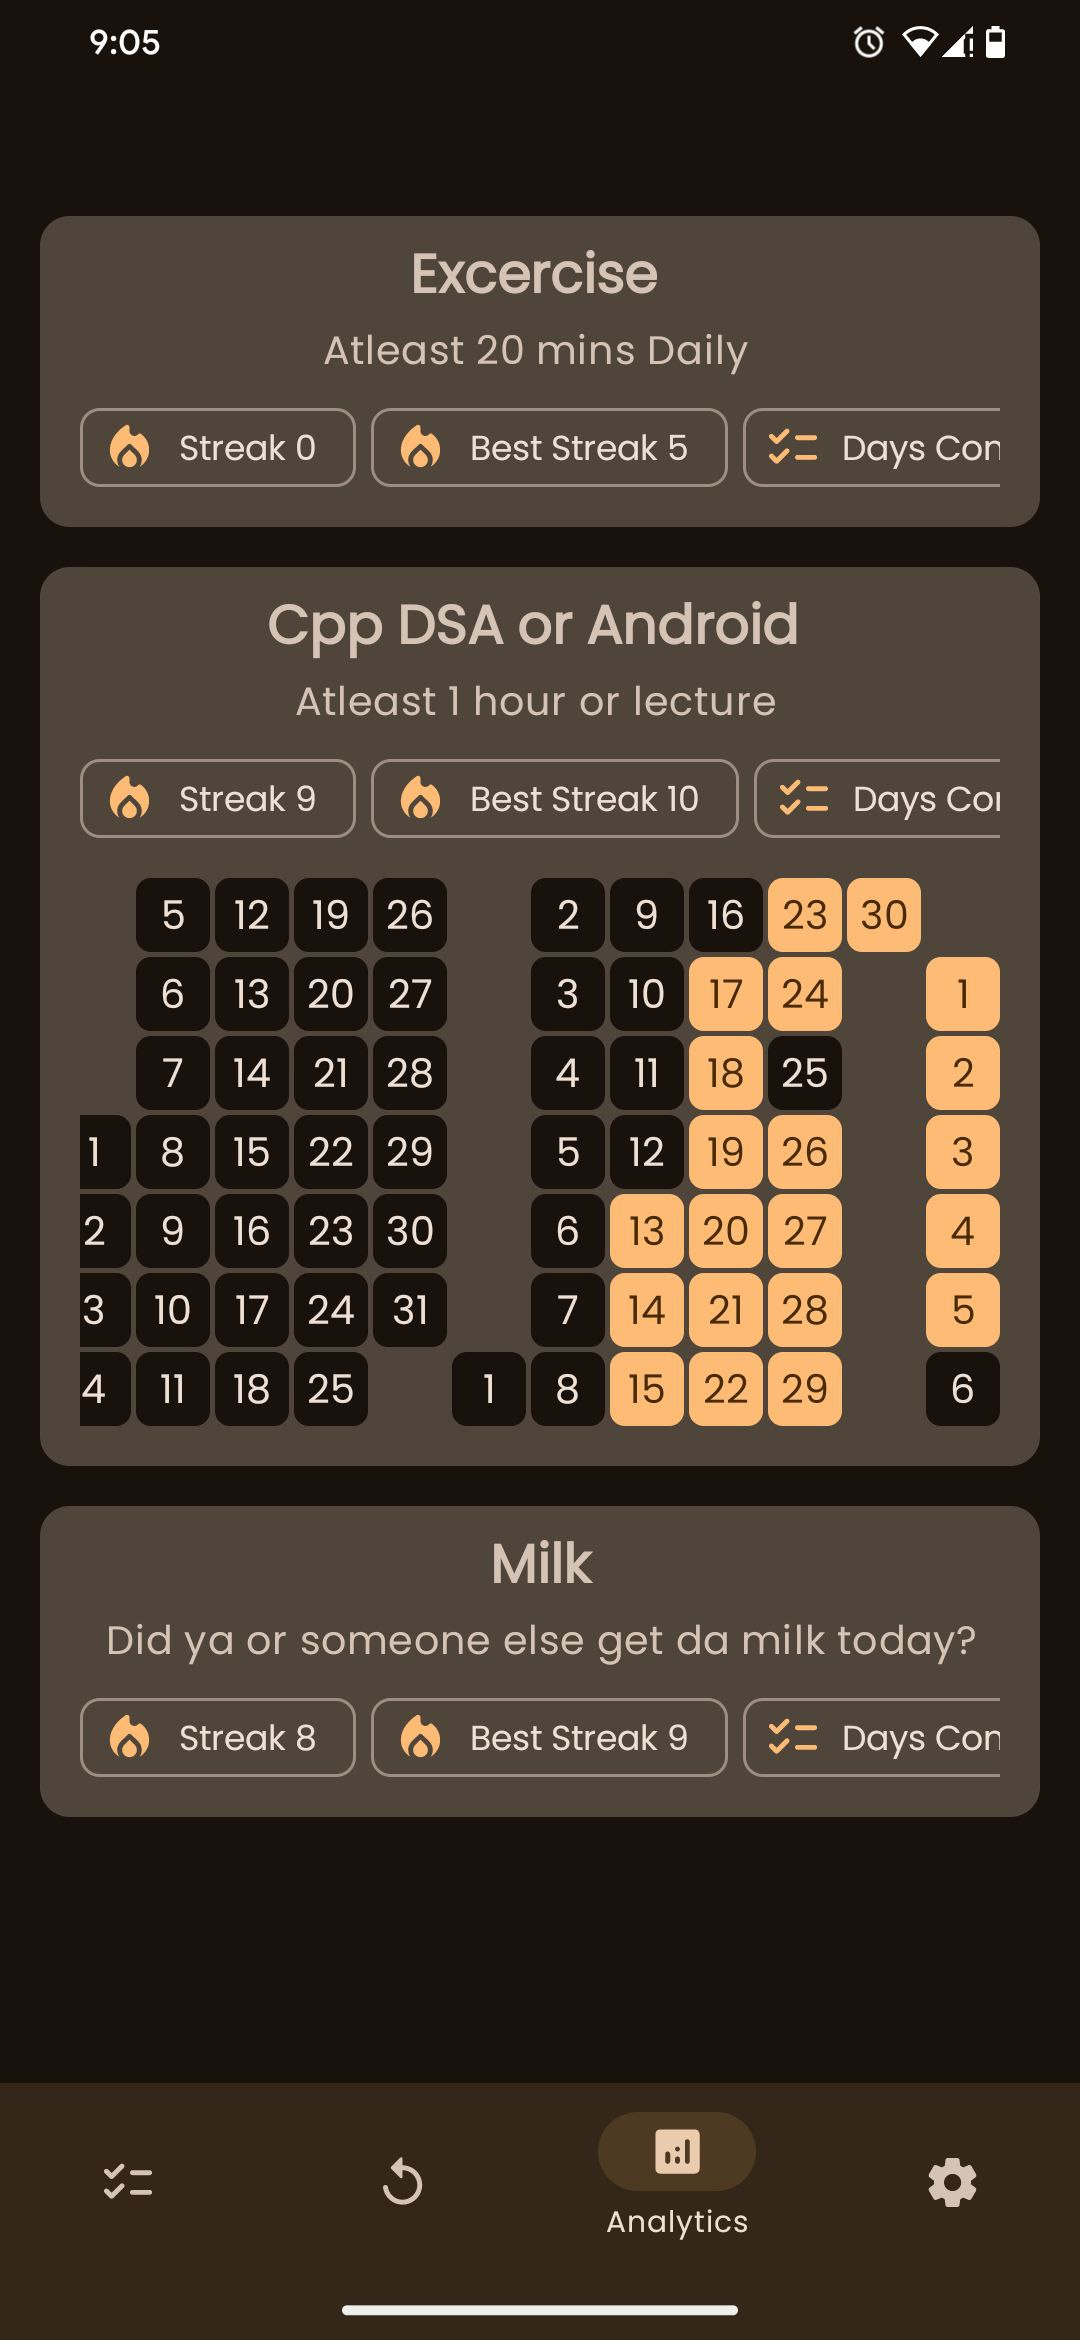 9:05
Excercise
Atleast 20 mins Daily
Streak 0 Best Streak 5 Days
Cpp DSA or Android
Atleast 1 hour or lecture
Streak 9 Best Streak 10 Days
5 12 19 26 2 9 16 23 30
6 13 20 27 3 10 17 24 1
7 14 21 28 4 11 18 25 2
1 8 15 22 29 5 12 19 26 3
2 9 16 23 30 6 13 20 27 4
3 10 17 24 31 7 14 21 28 5
4 11 18 25 1 8 15 22 29 6
Milk
Did ya or someone else get da milk today?
Streak 8 Best Streak 9 Days
Analytics